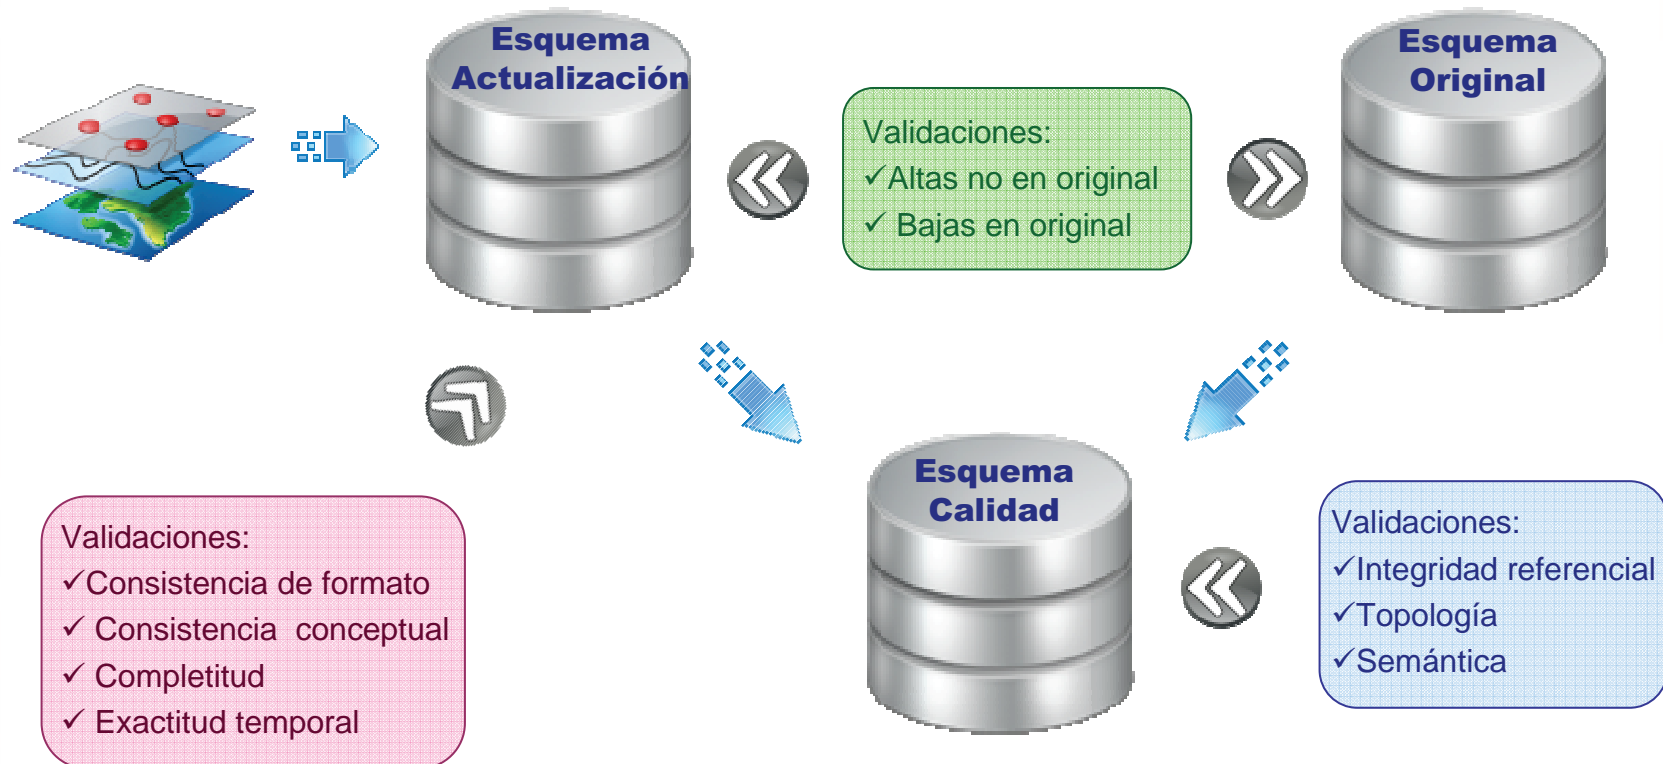 Esquema
Actualización
Esquema
Original
Validaciones:
✓Altas no en original
✓ Bajas en original
Esquema
Calidad
Validaciones:
✓Consistencia de formato
✓ Consistencia conceptual
✓ Completitud
✓ Exactitud temporal
Validaciones:
✓Integridad referencial
✓Topología
✓Semántica